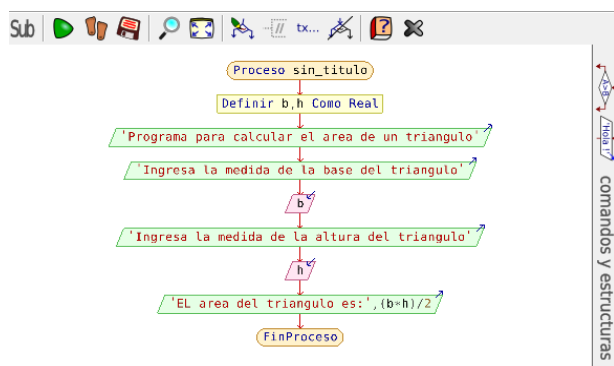 Sub // tx... ?
Proceso sin_titulo
Definir b,h Como Real
'Programa para calcular el area de un triangulo'
'Ingresa la medida de la base del triangulo'
b
'Ingresa la medida de la altura del triangulo'
h
'EL area del triangulo es:',(b*h)/2
FinProceso
A>B
'Hola !'
comandos y estructuras